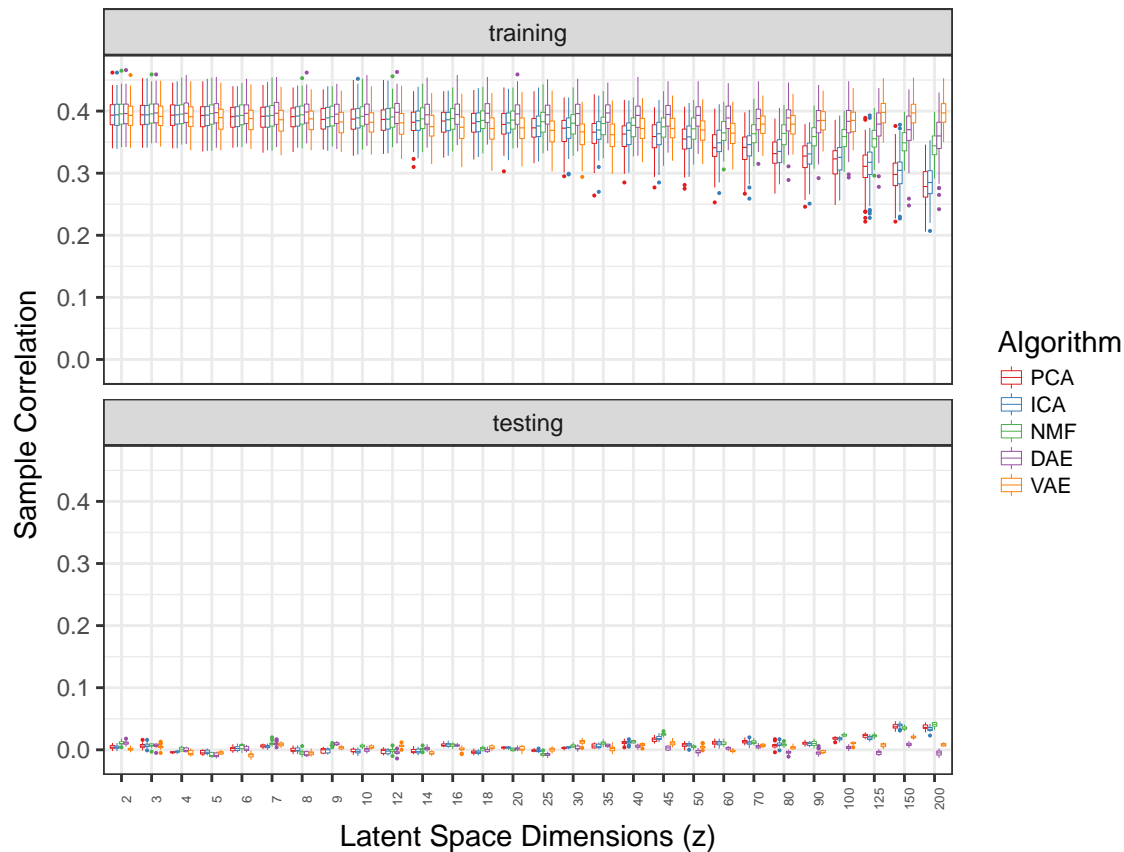 training
0.4
0.3
0.2
0.1
0.0
testing
0.4
0.3
0.2
0.1
0.0
Sample Correlation
2 3 4 5 6 7 8 9 10 12 14 16 18 20 25 30 35 40 45 50 60 70 80 90 100 125 150 200
Latent Space Dimensions (z)
Algorithm
PCA
ICA
NMF
DAE
VAE